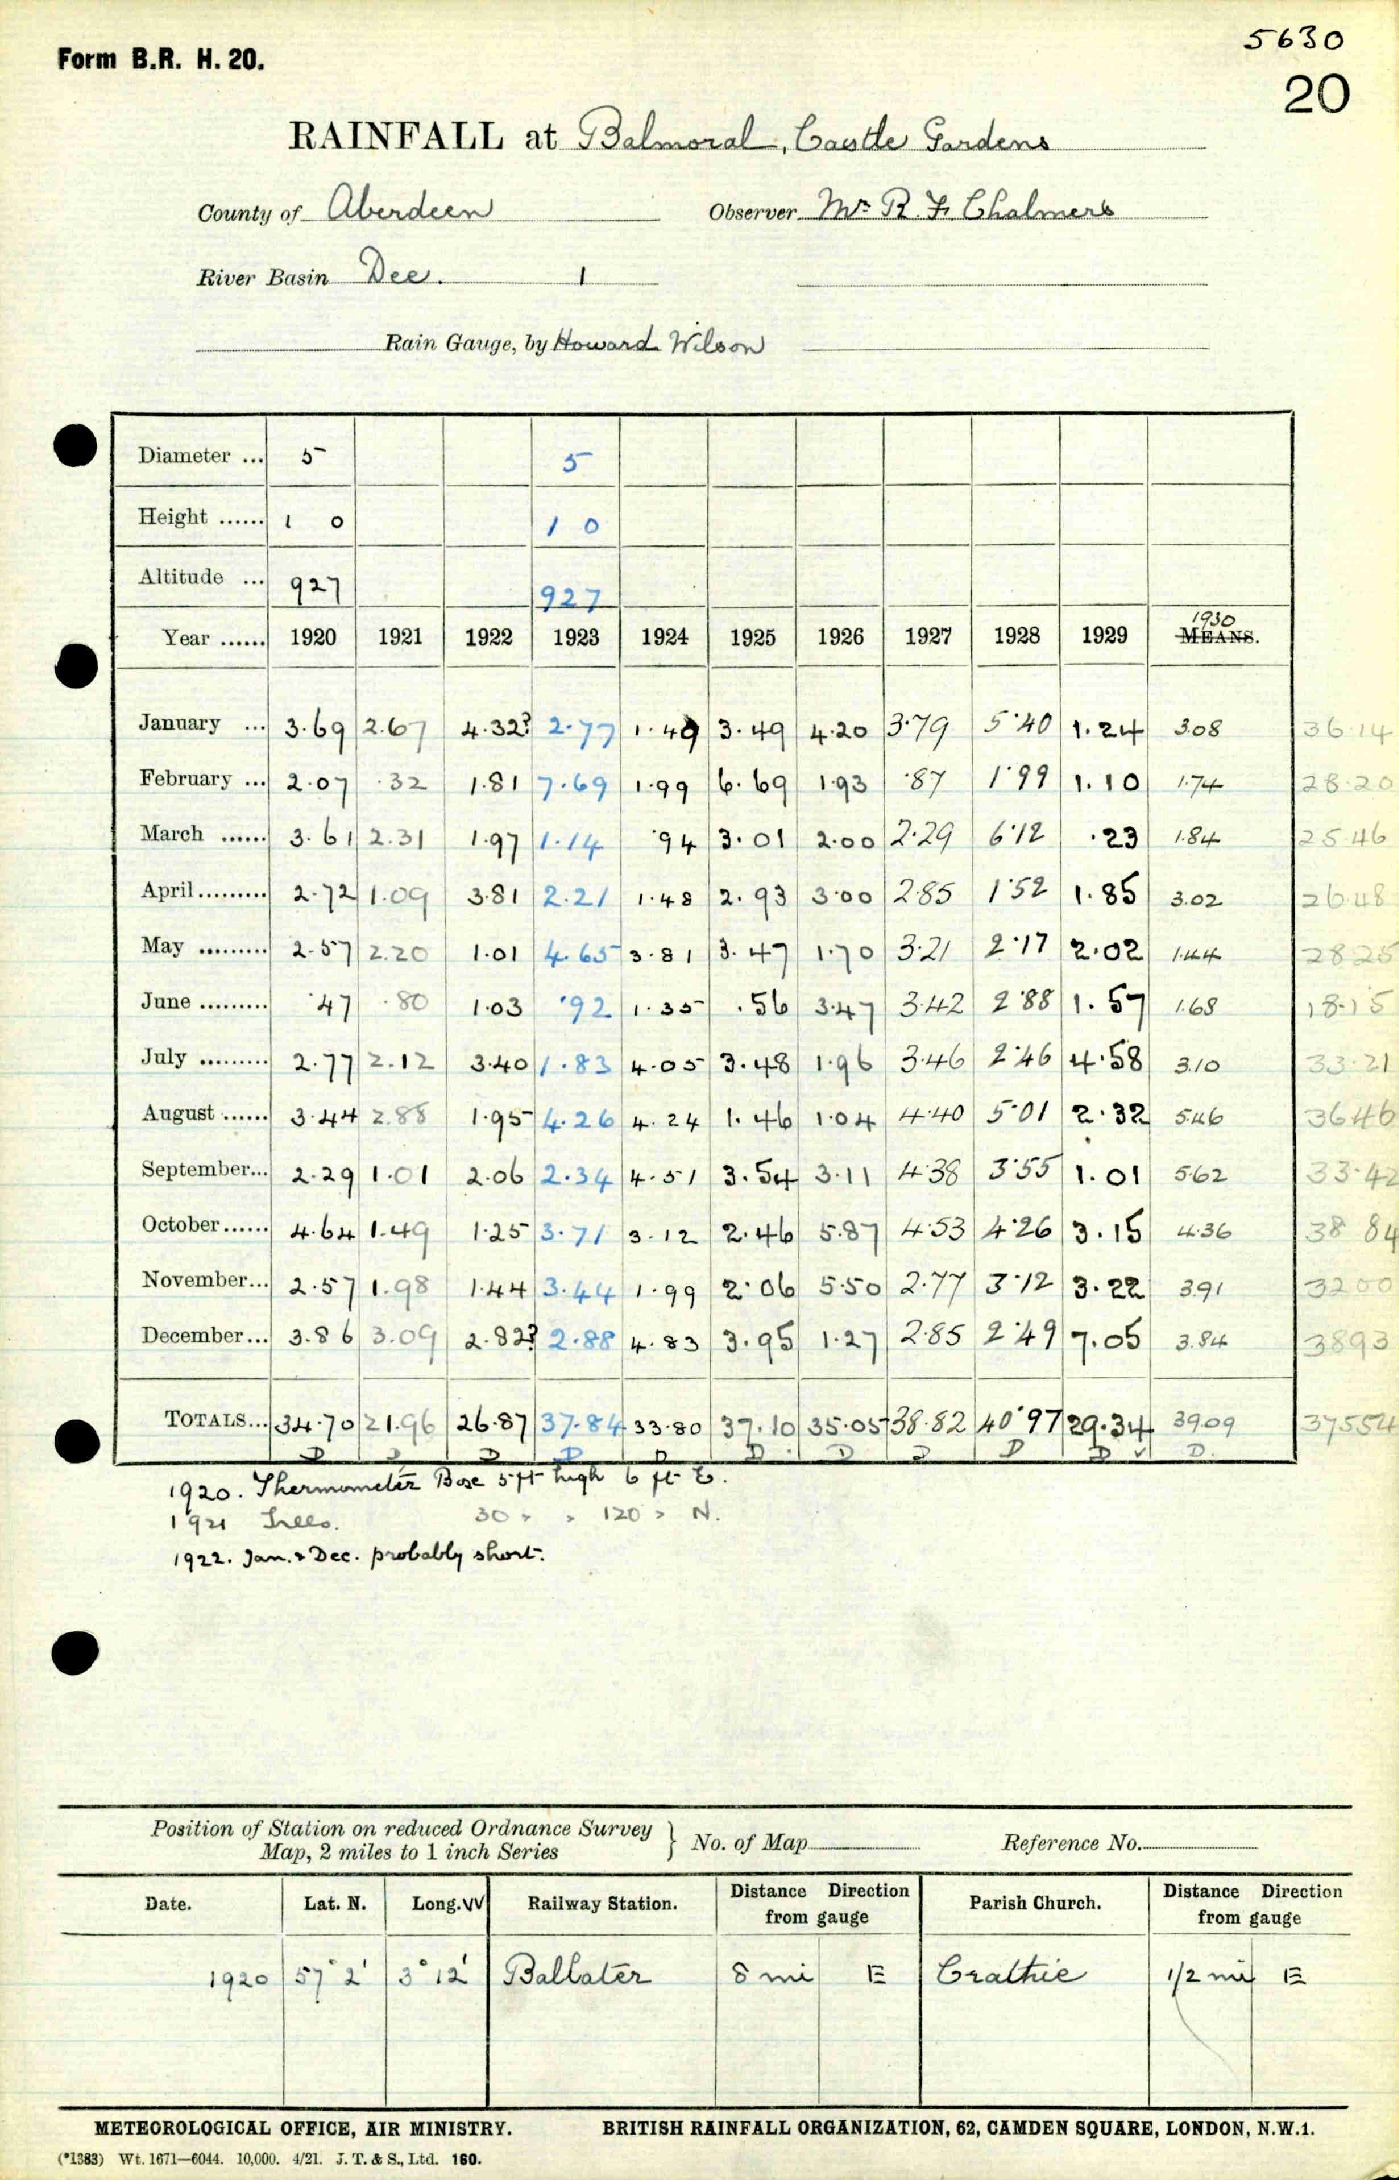 5630
Form B.R. H. 20.
20
RAINFALL at Balmoral, Castle Gardens
County of Aberdeen Observer Mr R. F. Chalmers
River Basin Dee. 1
Rain Gauge, by Howard Wilson
Diameter ... 5 5
Height ...... 1 0 1 0
Altitude ... 927 927
1930
Year ...... 1920 1921 1922 1923 1924 1925 1926 1927 1928 1929 MEANS.
January ... 3.69 2.67 4.32? 2.77 1.49 3.49 4.20 3.79 5.40 1.24 3.08 36.14
February ... 2.07 .32 1.81 7.69 1.99 6.69 1.93 .87 1.99 1.10 1.74 28.20
March ...... 3.61 2.31 1.97 1.14 .94 3.01 2.00 2.29 6.12 .23 1.84 25.46
April ......... 2.72 1.09 3.81 2.21 1.48 2.93 3.00 2.85 1.52 1.85 3.02 26.48
May ......... 2.57 2.20 1.01 4.65 3.81 3.47 1.70 3.21 2.17 2.02 1.44 28.25
June ......... .47 .80 1.03 .92 1.35 .56 3.47 3.42 2.88 1.57 1.68 18.15
July ......... 2.77 2.12 3.40 1.83 4.05 3.48 1.96 3.46 2.46 4.58 3.10 33.21
August ...... 3.44 2.88 1.95 4.26 4.24 1.46 1.04 4.40 5.01 2.32 5.46 36.46
September... 2.29 1.01 2.06 2.34 4.51 3.54 3.11 4.38 3.55 1.01 5.62 33.42
October...... 4.64 1.49 1.25 3.71 3.12 2.46 5.87 4.53 4.26 3.15 4.36 38 84
November... 2.57 1.98 1.44 3.44 1.99 2.06 5.50 2.77 3.12 3.22 3.91 32 00
December... 3.86 3.09 2.82? 2.88 4.83 3.95 1.27 2.85 2.49 7.05 3.84 38 93
TOTALS... 34.70 21.96 26.87 37.84 33.80 37.10 35.05 38.82 40.97 29.34 39.09 375 54
D D D D D D D D D D D.
1920. Thermometer Box 5 ft high 6 ft E.
1921 Trees. 30 " " 120 " N.
1922. Jan. & Dec. probably short.
Position of Station on reduced Ordnance Survey
Map, 2 miles to 1 inch Series } No. of Map Reference No.
Date. Lat. N. Long. W Railway Station. Distance Direction from gauge Parish Church. Distance Direction from gauge
1920 57° 2' 3° 12' Ballater 8 mi E Crathie 1/2 mi E
METEOROLOGICAL OFFICE, AIR MINISTRY. BRITISH RAINFALL ORGANIZATION, 62, CAMDEN SQUARE, LONDON, N.W.1.
(*1383) Wt. 1671—6044. 10,000. 4/21. J. T. & S., Ltd. 160.